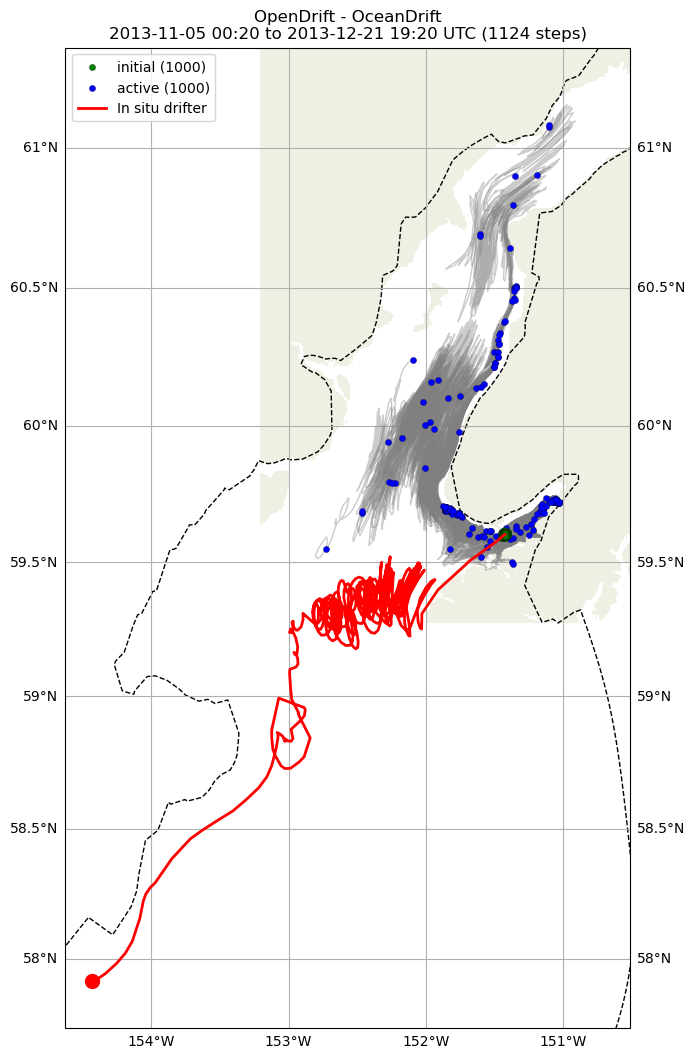 OpenDrift - OceanDrift
2013-11-05 00:20 to 2013-12-21 19:20 UTC (1124 steps)
initial (1000)
active (1000)
In situ drifter
61°N 61°N
60.5°N 60.5°N
60°N 60°N
59.5°N 59.5°N
59°N 59°N
58.5°N 58.5°N
58°N 58°N
154°W 153°W 152°W 151°W